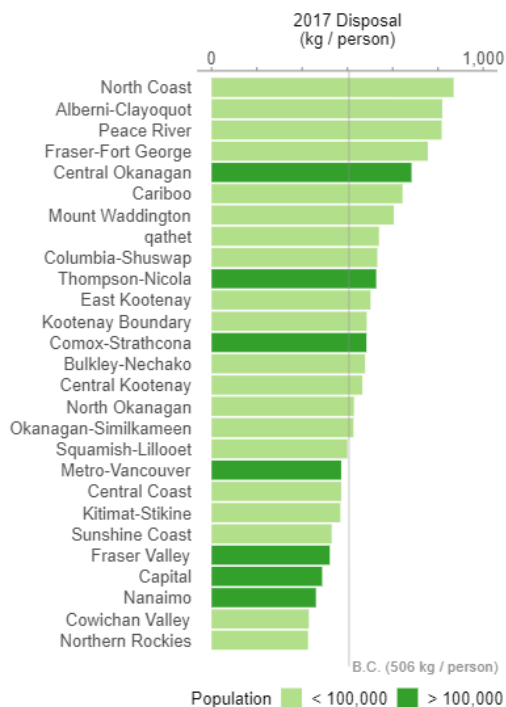 2017 Disposal
(kg / person)
0 1,000
North Coast
Alberni-Clayoquot
Peace River
Fraser-Fort George
Central Okanagan
Cariboo
Mount Waddington
qathet
Columbia-Shuswap
Thompson-Nicola
East Kootenay
Kootenay Boundary
Comox-Strathcona
Bulkley-Nechako
Central Kootenay
North Okanagan
Okanagan-Similkameen
Squamish-Lillooet
Metro-Vancouver
Central Coast
Kitimat-Stikine
Sunshine Coast
Fraser Valley
Capital
Nanaimo
Cowichan Valley
Northern Rockies
B.C. (506 kg / person)
Population < 100,000 > 100,000